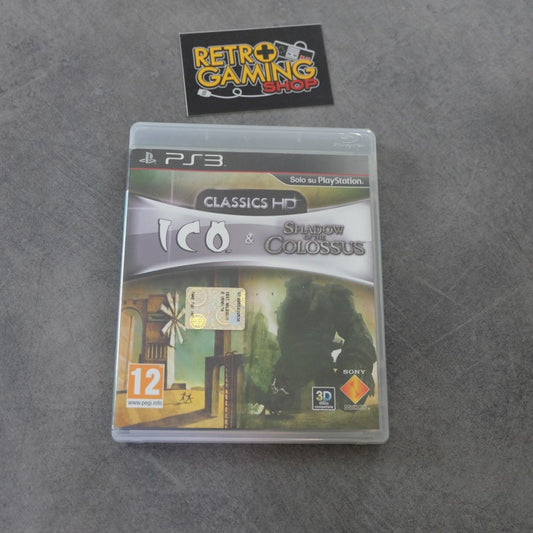 RETRO
GAMING
SHOP
PS3
Solo su PlayStation.
CLASSICS HD
ICO & SHADOW
OF THE
COLOSSUS
12
www.pegi.info
3D
SONY